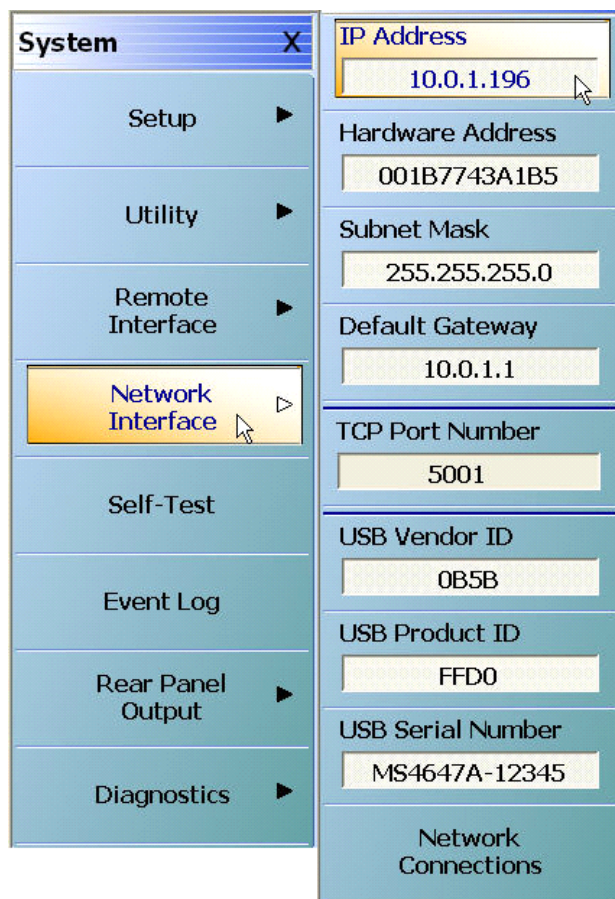 System X
Setup
Utility
Remote
Interface
Network
Interface
Self-Test
Event Log
Rear Panel
Output
Diagnostics
IP Address
10.0.1.196
Hardware Address
001B7743A1B5
Subnet Mask
255.255.255.0
Default Gateway
10.0.1.1
TCP Port Number
5001
USB Vendor ID
0B5B
USB Product ID
FFD0
USB Serial Number
MS4647A-12345
Network
Connections